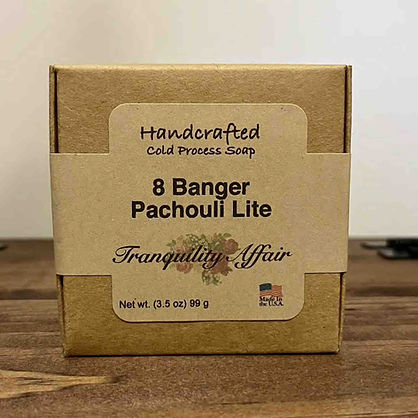 Handcrafted
Cold Process Soap
8 Banger
Pachouli Lite
Tranquility Affair
Net wt. (3.5 oz) 99 g
Made In
the U.S.A.